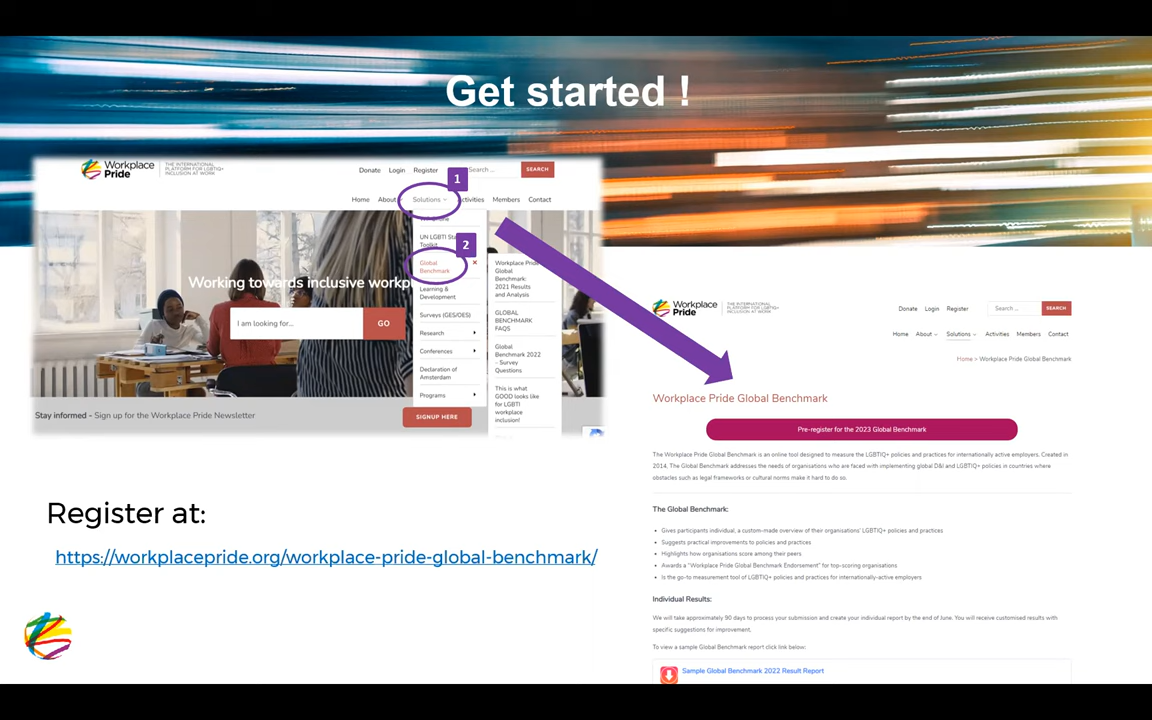 Get started !
Workplace
Pride
THE INTERNATIONAL
PLATFORM FOR LGBTIQ+
INCLUSION AT WORK
Donate Login Register Search ... SEARCH
1
Home About Solutions Activities Members Contact
UN LGBTI
Toolkit
2
Global
Benchmark
Learning &
Development
Surveys (GES/OES)
Research
Conferences
Declaration of
Amsterdam
Programs
Workplace Pride
Global
Benchmark:
2021 Results
and Analysis
GLOBAL
BENCHMARK
FAQS
Global
Benchmark 2022
- Survey
Questions
This is what
GOOD looks like
for LGBTI
workplace
inclusion!
Working towards inclusive workp
I am looking for... GO
Stay informed - Sign up for the Workplace Pride Newsletter SIGNUP HERE
Register at:
https://workplacepride.org/workplace-pride-global-benchmark/
Workplace
Pride
THE INTERNATIONAL
PLATFORM FOR LGBTIQ+
INCLUSION AT WORK
Donate Login Register Search ... SEARCH
Home About Solutions Activities Members Contact
Home > Workplace Pride Global Benchmark
Workplace Pride Global Benchmark
Pre-register for the 2023 Global Benchmark
The Workplace Pride Global Benchmark is an online tool designed to measure the LGBTIQ+ policies and practices for internationally active employers. Created in
2014, The Global Benchmark addresses the needs of organisations who are faced with implementing global D&I and LGBTIQ+ policies in countries where
obstacles such as legal frameworks or cultural norms make it hard to do so.
The Global Benchmark:
• Gives participants individual, a custom-made overview of their organisations' LGBTIQ+ policies and practices
• Suggests practical improvements to policies and practices
• Highlights how organisations score among their peers
• Awards a "Workplace Pride Global Benchmark Endorsement" for top-scoring organisations
• Is the go-to measurement tool of LGBTIQ+ policies and practices for internationally-active employers
Individual Results:
We will take approximately 90 days to process your submission and create your individual report by the end of June. You will receive customised results with
specific suggestions for improvement.
To view a sample Global Benchmark report click link below:
Sample Global Benchmark 2022 Result Report